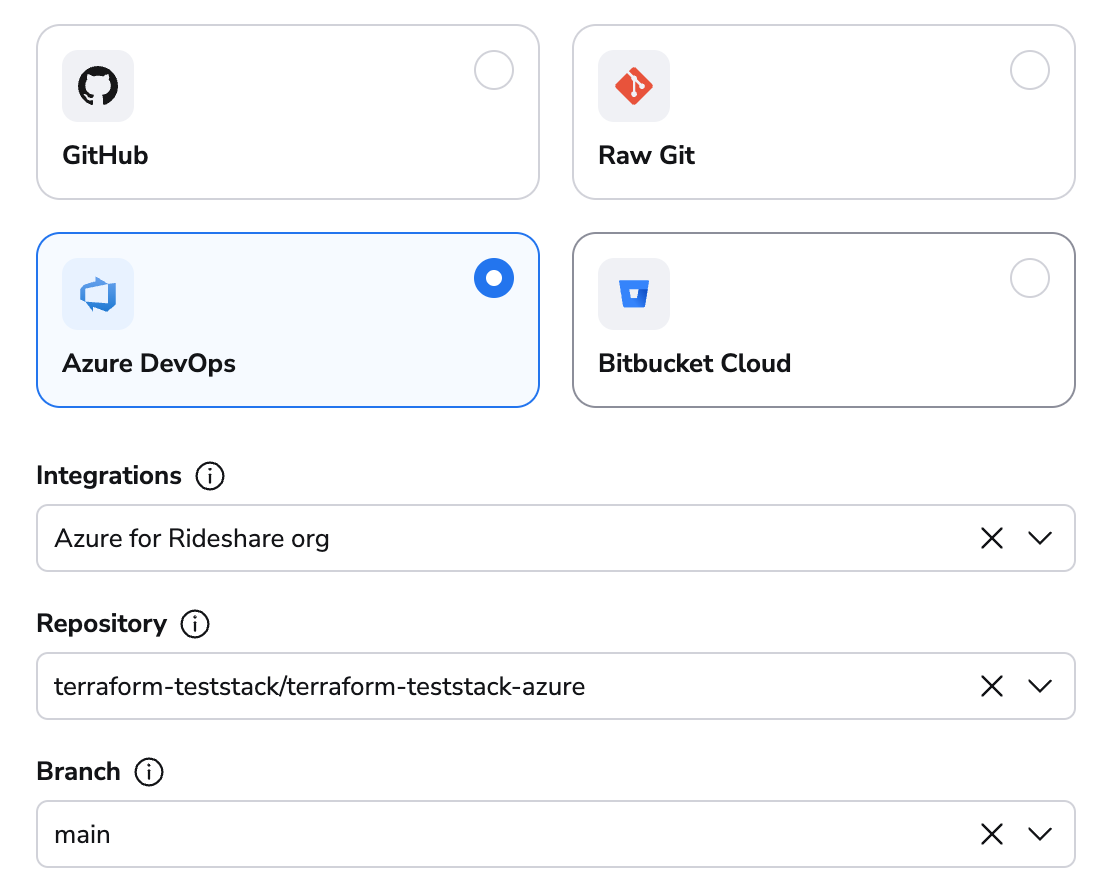 GitHub
Raw Git
Azure DevOps
Bitbucket Cloud
Integrations
Azure for Rideshare org
Repository
terraform-teststack/terraform-teststack-azure
Branch
main